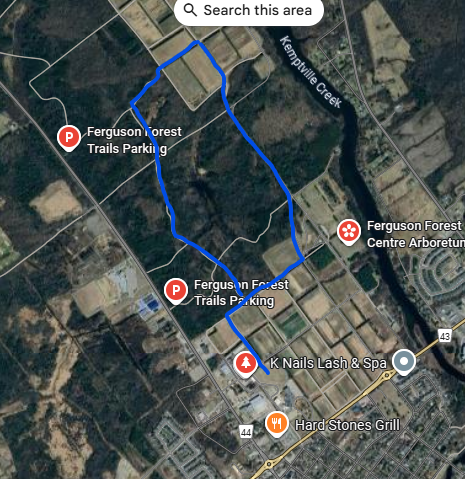 Search this area
Kemptville Creek
P
Ferguson Forest
Trails Parking
Ferguson Forest
Centre Arboretum
P
Ferguson Forest
Trails Parking
43
K Nails Lash & Spa
44
Hard Stones Grill